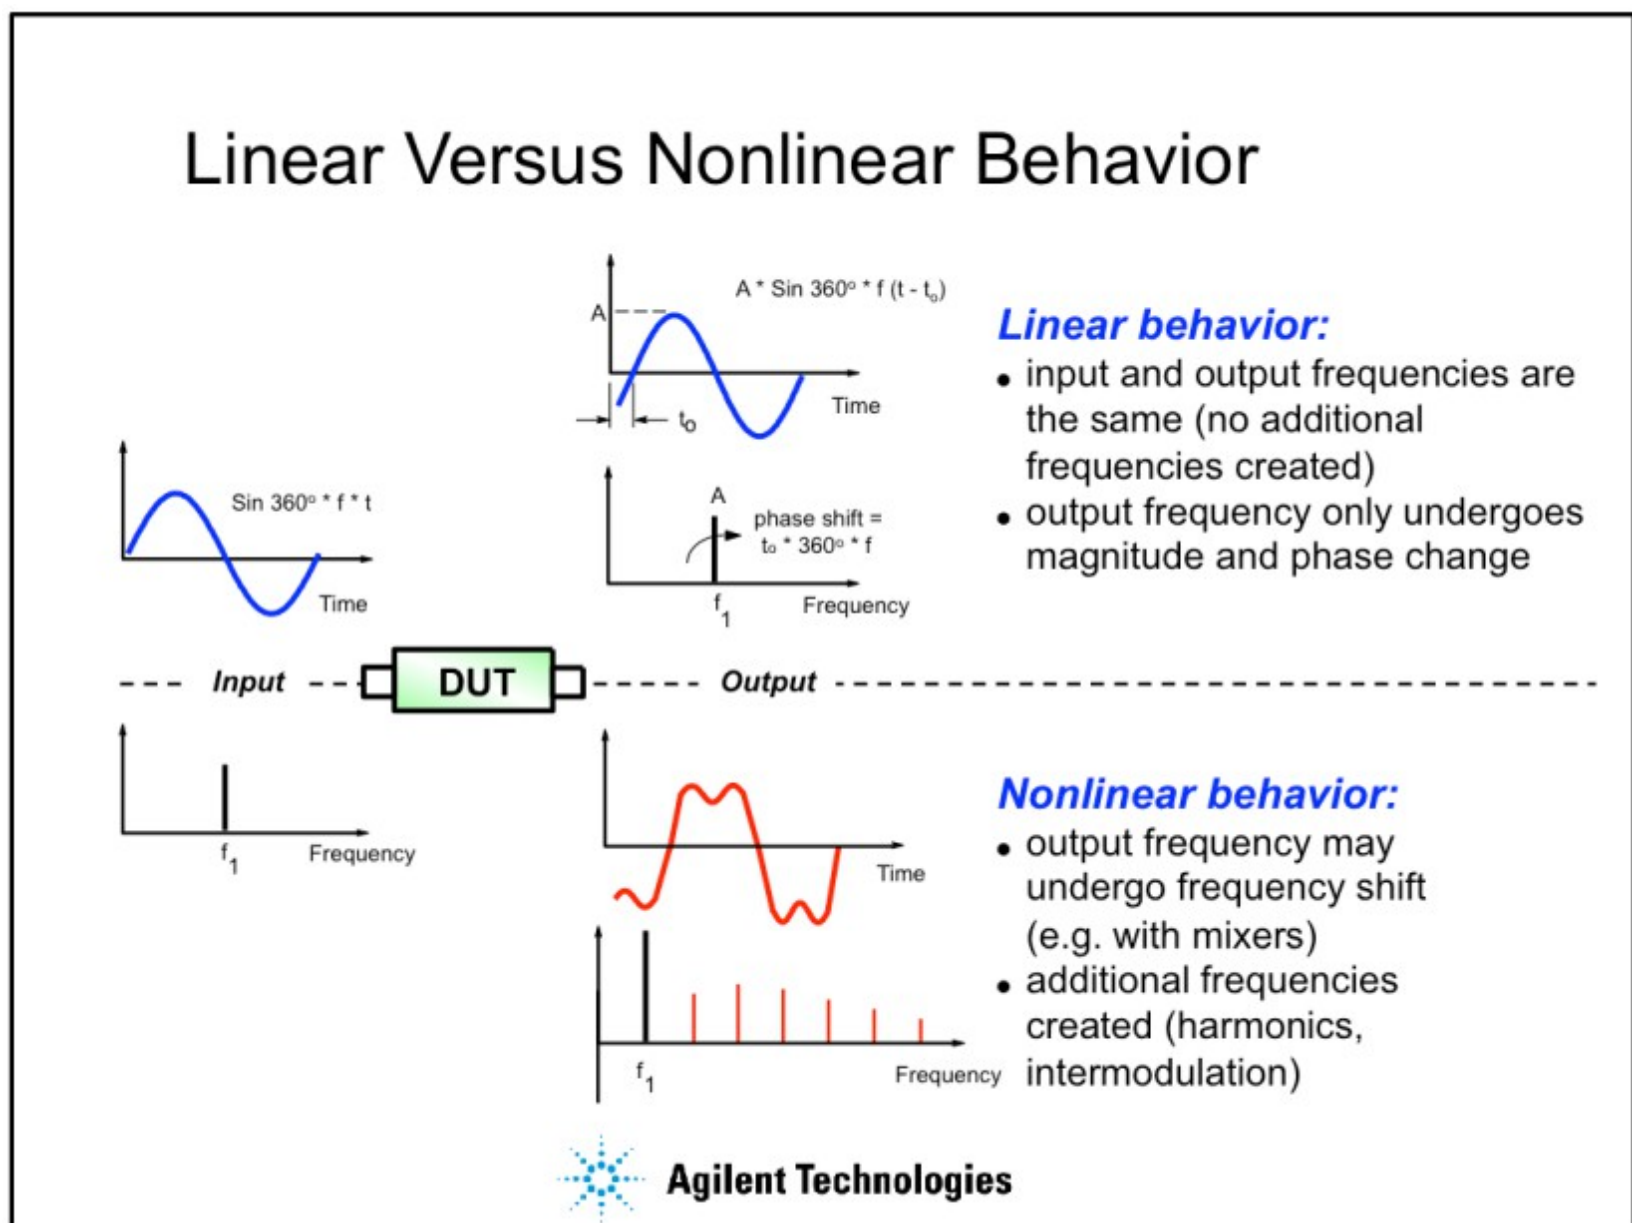 Linear Versus Nonlinear Behavior
A * Sin 360º * f (t - to)
A
Time
to
Sin 360º * f * t
Time
A
phase shift =
to * 360º * f
f1
Frequency
Linear behavior:
• input and output frequencies are
the same (no additional
frequencies created)
• output frequency only undergoes
magnitude and phase change
Input
DUT
Output
f1
Frequency
Time
f1
Frequency
Nonlinear behavior:
• output frequency may
undergo frequency shift
(e.g. with mixers)
• additional frequencies
created (harmonics,
intermodulation)
Agilent Technologies